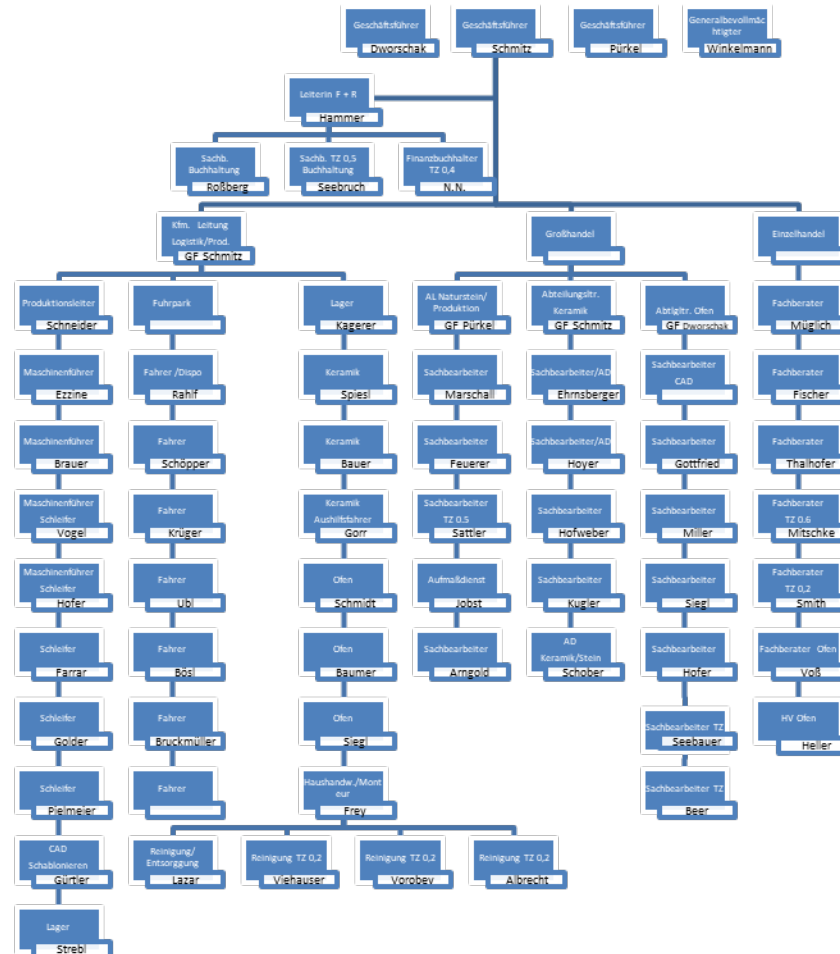 Geschäftsführer
Dworschak
Geschäftsführer
Schmitz
Geschäftsführer
Pürkel
Generalbevollmäc
htigter
Winkelmann
Leiterin F + R
Hammer
Sachb.
Buchhaltung
Roßberg
Sachb. TZ 0,5
Buchhaltung
Seebruch
Finanzbuchhalter
TZ 0,4
N.N.
Kfm. Leitung
Logistik/Prod.
GF Schmitz
Großhandel
Einzelhandel
Produktionsleiter
Schneider
Fuhrpark
Lager
Kagerer
AL Naturstein/
Produktion
GF Pürkel
Abteilungsltr.
Keramik
GF Schmitz
Abtlgltr. Ofen
GF Dworschak
Fachberater
Müglich
Maschinenführer
Ezzine
Fahrer /Dispo
Rahlf
Keramik
Spiesl
Sachbearbeiter
Marschall
Sachbearbeiter/AD
Ehrnsberger
Sachbearbeiter
CAD
Fachberater
Fischer
Maschinenführer
Brauer
Fahrer
Schöpper
Keramik
Bauer
Sachbearbeiter
Feuerer
Sachbearbeiter/AD
Hoyer
Sachbearbeiter
Gottfried
Fachberater
Thalhofer
Maschinenführer
Schleifer
Vogel
Fahrer
Krüger
Keramik
Aushilfsfahrer
Gorr
Sachbearbeiter
TZ 0.5
Sattler
Sachbearbeiter
Hofweber
Sachbearbeiter
Miller
Fachberater
TZ 0.6
Mitschke
Maschinenführer
Schleifer
Hofer
Fahrer
Ubl
Ofen
Schmidt
Aufmaßdienst
Jobst
Sachbearbeiter
Kugler
Sachbearbeiter
Siegl
Fachberater
TZ 0,2
Smith
Schleifer
Farrar
Fahrer
Bösl
Ofen
Baumer
Sachbearbeiter
Arngold
AD
Keramik/Stein
Schober
Sachbearbeiter
Hofer
Fachberater Ofen
Voß
Schleifer
Golder
Fahrer
Bruckmüller
Ofen
Siegl
Sachbearbeiter TZ
Seebauer
HV Ofen
Heller
Schleifer
Pielmeier
Fahrer
Haushandw./Mont
eur
Frey
Sachbearbeiter TZ
Beer
CAD
Schablonieren
Gürtler
Reinigung/
Entsorggung
Lazar
Reinigung TZ 0,2
Viehauser
Reinigung TZ 0,2
Vorobev
Reinigung TZ 0,2
Albrecht
Lager
Strebl